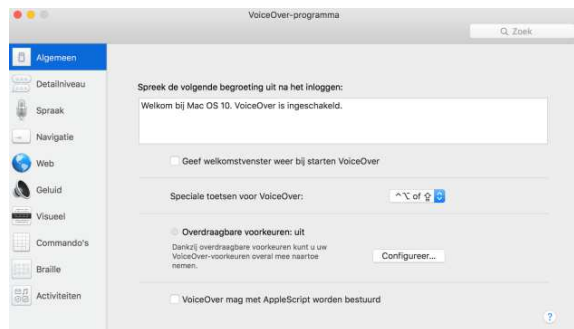 VoiceOver-programma
Zoek
Algemeen
Detailniveau
Spraak
Navigatie
Web
Geluid
Visueel
Commando's
Braille
Activiteiten
Spreek de volgende begroeting uit na het inloggen:
Welkom bij Mac OS 10. VoiceOver is ingeschakeld.
Geef welkomstvenster weer bij starten VoiceOver
Speciale toetsen voor VoiceOver:
^⌥ of ⇪
Overdraagbare voorkeuren: uit
Dankzij overdraagbare voorkeuren kunt u uw
VoiceOver-voorkeuren overal mee naartoe
nemen.
Configureer...
VoiceOver mag met AppleScript worden bestuurd
?